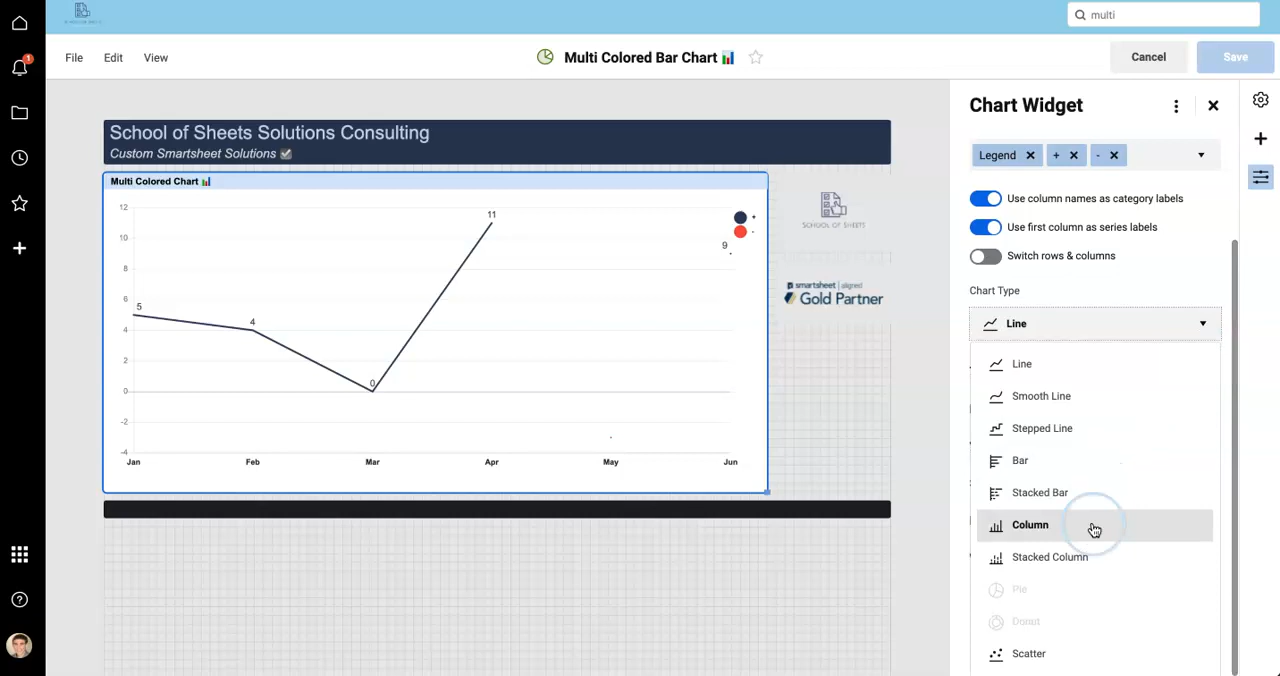 multi
1
File
Edit
View
Multi Colored Bar Chart
Cancel
Save
School of Sheets Solutions Consulting
Custom Smartsheet Solutions
Multi Colored Chart
12
10
8
6
4
2
0
-2
-4
5
4
0
11
9
+
-
Jan
Feb
Mar
Apr
May
Jun
SCHOOL OF SHEETS
smartsheet | aligned
Gold Partner
Chart Widget
Legend
+
-
Use column names as category labels
Use first column as series labels
Switch rows & columns
Chart Type
Line
Line
Smooth Line
Stepped Line
Bar
Stacked Bar
Column
Stacked Column
Pie
Donut
Scatter